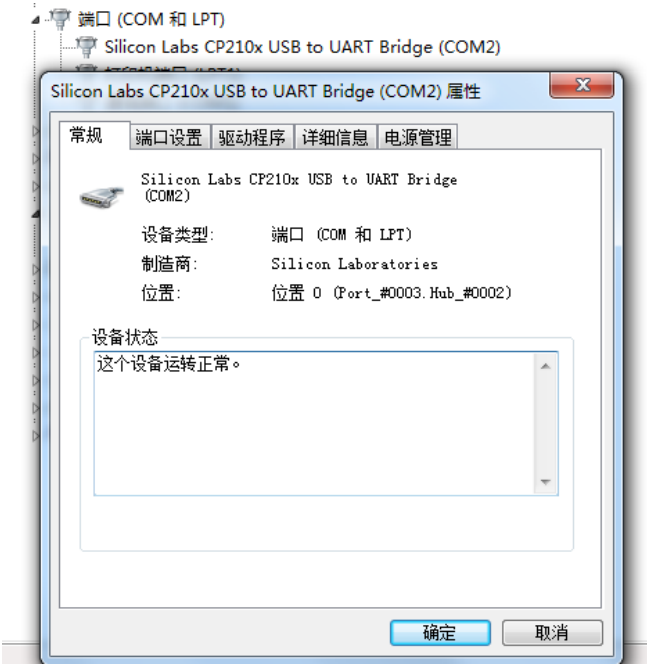 端口 (COM 和 LPT)
Silicon Labs CP210x USB to UART Bridge (COM2)
Silicon Labs CP210x USB to UART Bridge (COM2) 属性
常规 端口设置 驱动程序 详细信息 电源管理
Silicon Labs CP210x USB to UART Bridge
(COM2)
设备类型: 端口 (COM 和 LPT)
制造商: Silicon Laboratories
位置: 位置 0 (Port_#0003.Hub_#0002)
设备状态
这个设备运转正常。
确定 取消